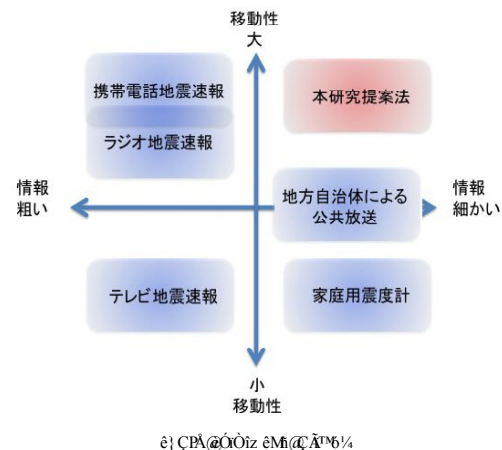 移動性
大
携帯電話地震速報
本研究提案法
ラジオ地震速報
情報
粗い
地方自治体による
公共放送
情報
細かい
テレビ地震速報
家庭用震度計
小
移動性